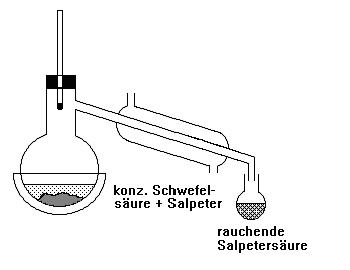 konz. Schwefel-
säure + Salpeter
rauchende
Salpetersäure